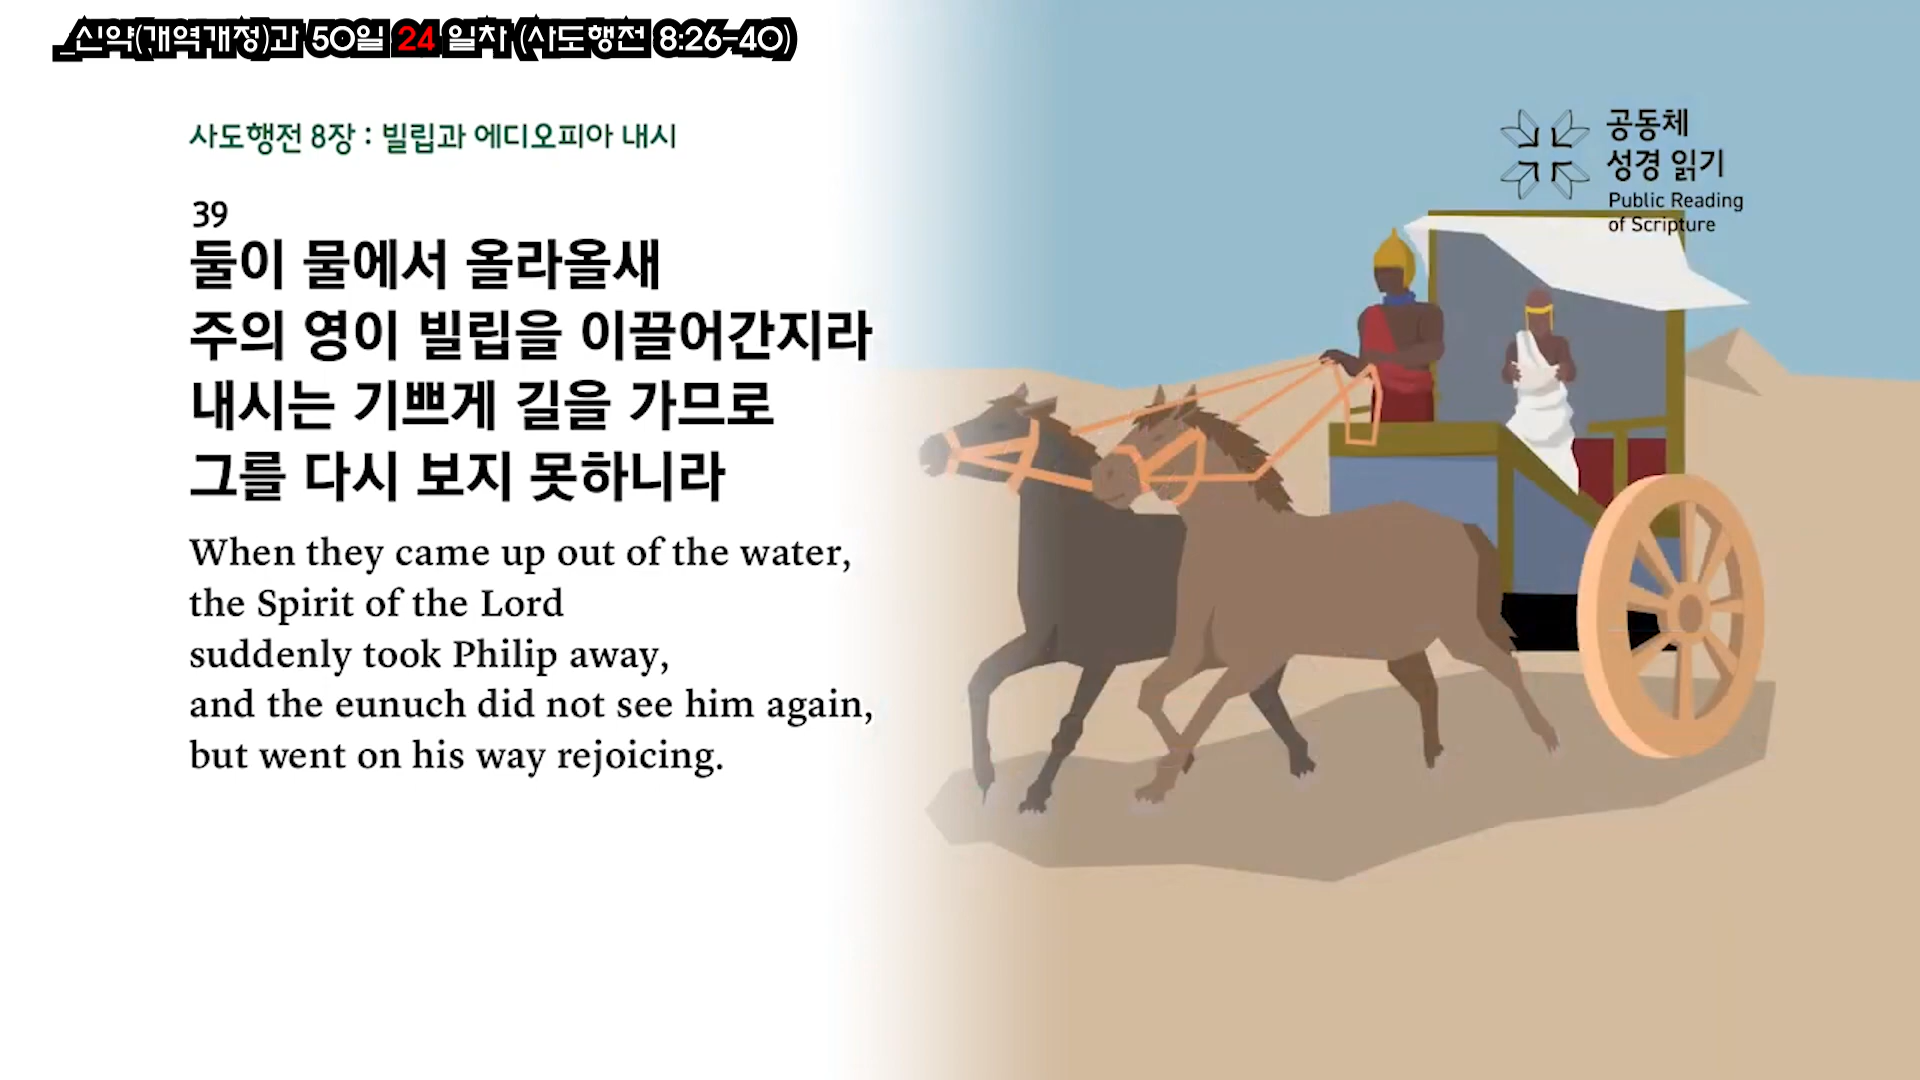 _신약(개역개정)과 50일 24 일차 (사도행전 8:26-40)
사도행전 8장 : 빌립과 에디오피아 내시
39
둘이 물에서 올라올새
주의 영이 빌립을 이끌어간지라
내시는 기쁘게 길을 가므로
그를 다시 보지 못하니라
When they came up out of the water,
the Spirit of the Lord
suddenly took Philip away,
and the eunuch did not see him again,
but went on his way rejoicing.
공동체
성경 읽기
Public Reading
of Scripture